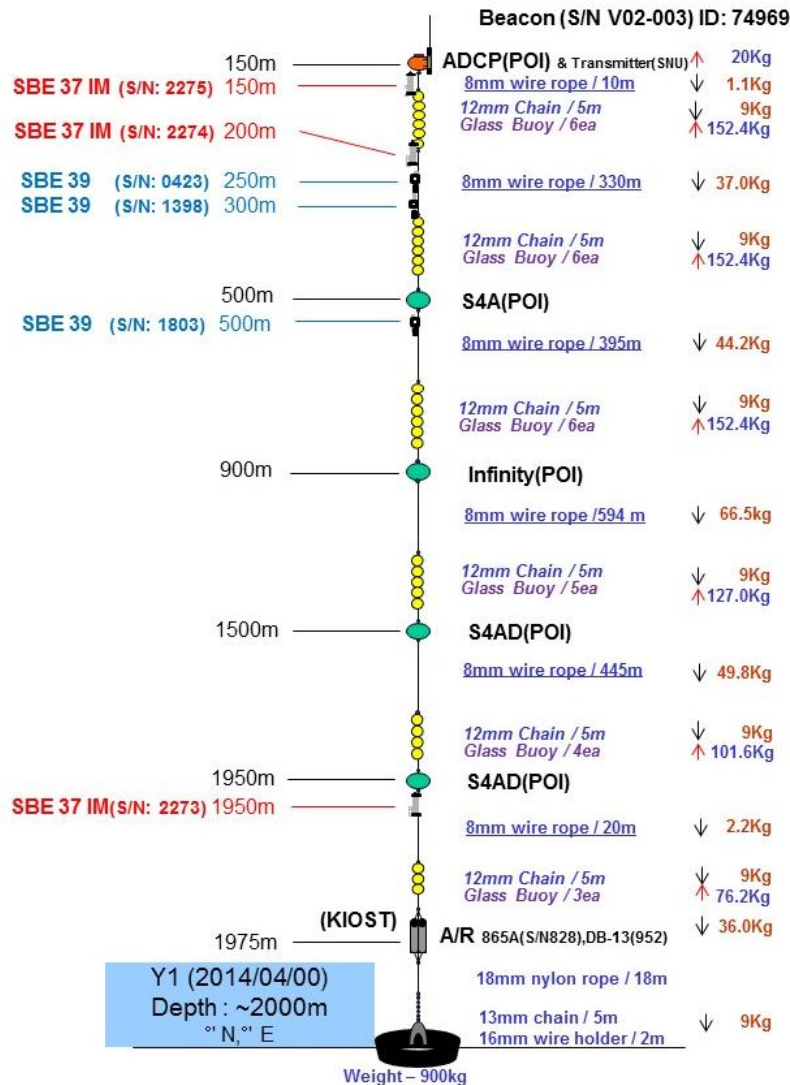 Beacon (S/N V02-003) ID: 74969
150m ADCP(POI) & Transmitter(SNU) 20Kg
SBE 37 IM (S/N: 2275) 150m 8mm wire rope / 10m 1.1Kg
12mm Chain / 5m 9Kg
Glass Buoy / 6ea 152.4Kg
SBE 37 IM (S/N: 2274) 200m
SBE 39 (S/N: 0423) 250m 8mm wire rope / 330m 37.0Kg
SBE 39 (S/N: 1398) 300m
12mm Chain / 5m 9Kg
Glass Buoy / 6ea 152.4Kg
500m S4A(POI)
SBE 39 (S/N: 1803) 500m
8mm wire rope / 395m 44.2Kg
12mm Chain / 5m 9Kg
Glass Buoy / 6ea 152.4Kg
900m Infinity(POI)
8mm wire rope /594 m 66.5kg
12mm Chain / 5m 9Kg
Glass Buoy / 5ea 127.0Kg
1500m S4AD(POI)
8mm wire rope / 445m 49.8Kg
12mm Chain / 5m 9Kg
Glass Buoy / 4ea 101.6Kg
1950m S4AD(POI)
SBE 37 IM(S/N: 2273) 1950m
8mm wire rope / 20m 2.2Kg
12mm Chain / 5m 9Kg
Glass Buoy / 3ea 76.2Kg
(KIOST) 36.0Kg
1975m A/R 865A(S/N828),DB-13(952)
Y1 (2014/04/00) 18mm nylon rope / 18m
Depth : ~2000m
°' N,°' E 13mm chain / 5m 9Kg
16mm wire holder / 2m
Weight – 900kg